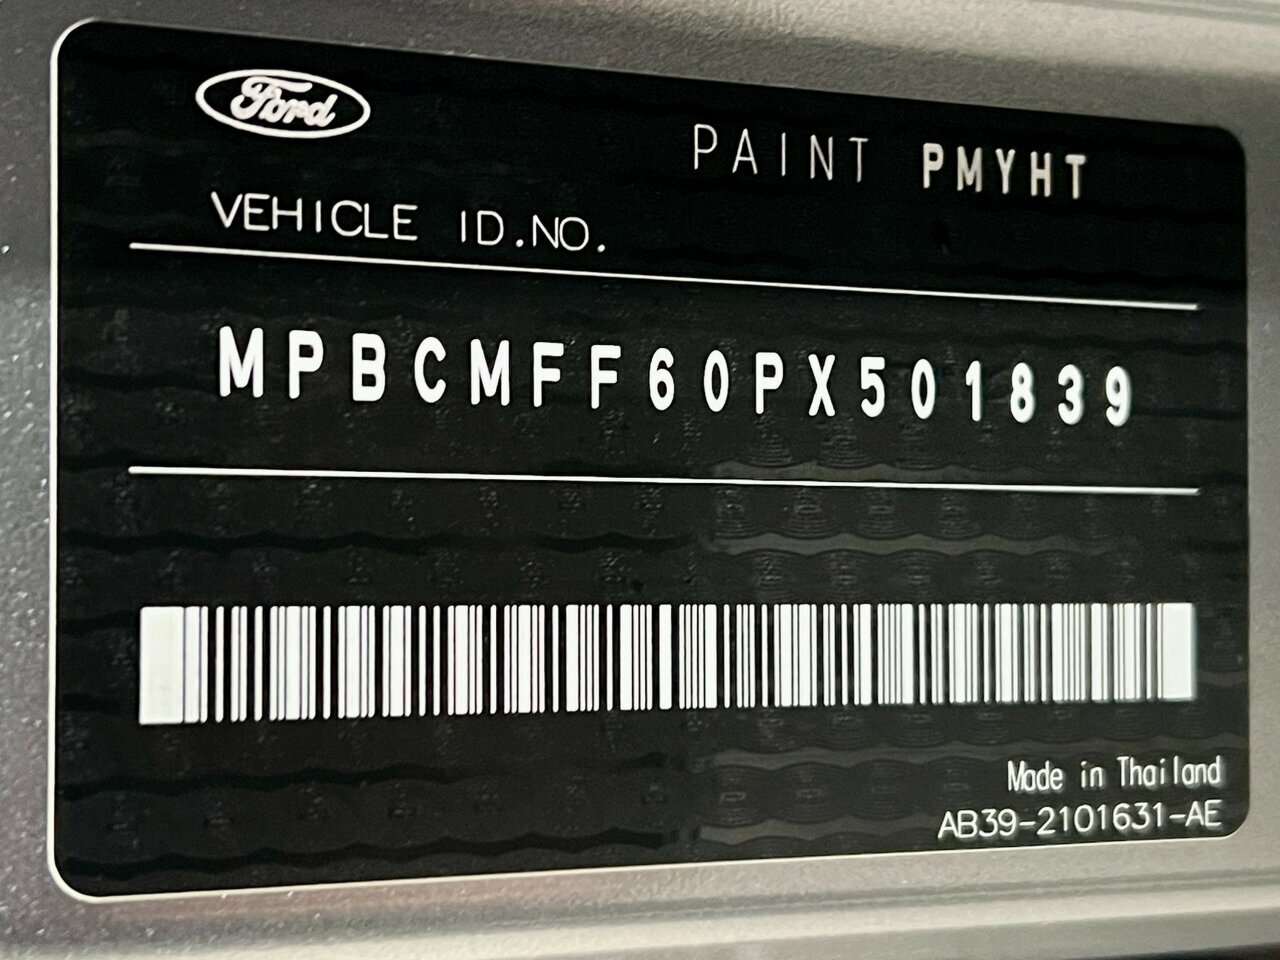 Ford
PAINT PMYHT
VEHICLE ID.NO.
MPBCMFF60PX501839
Made in Thailand
AB39-2101631-AE